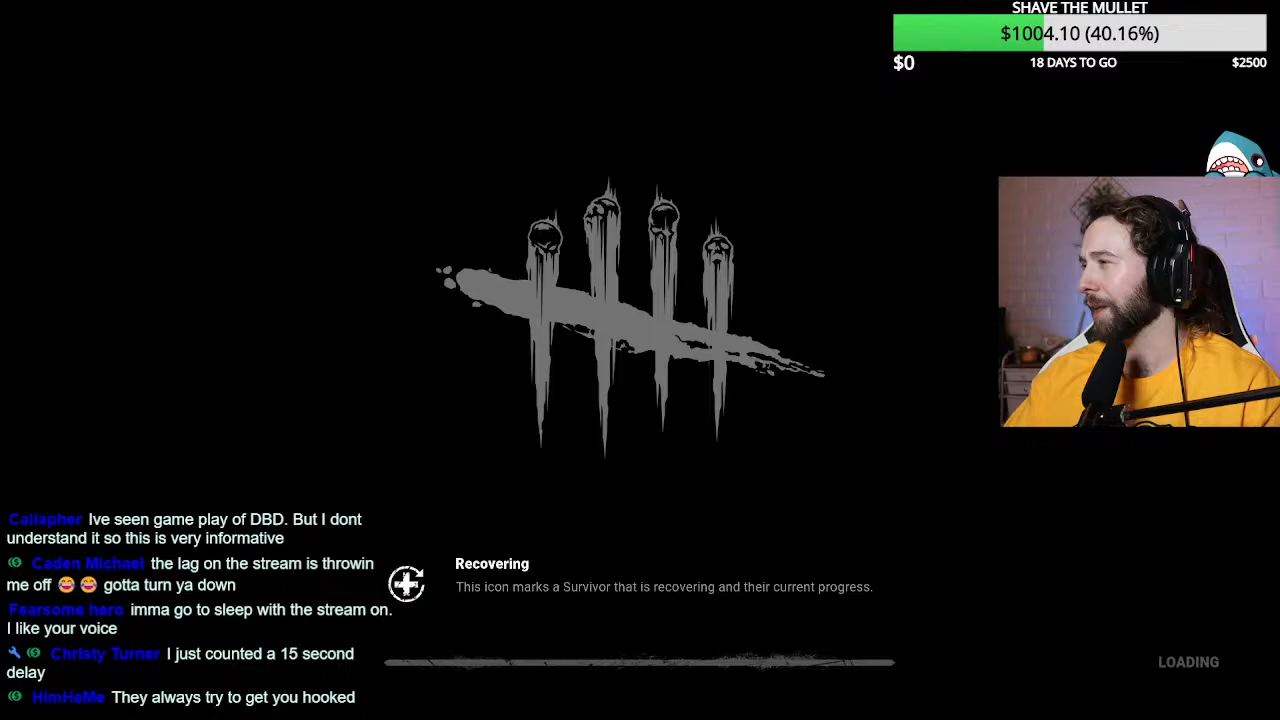 SHAVE THE MULLET
$1004.10 (40.16%)
$0
18 DAYS TO GO
$2500
Callapher Ive seen game play of DBD. But I dont
understand it so this is very informative
Caden Michael the lag on the stream is throwin
me off 😂 😂 gotta turn ya down
Fearsome hero imma go to sleep with the stream on.
I like your voice
Christy Turner I just counted a 15 second
delay
HimHeMe They always try to get you hooked
Recovering
This icon marks a Survivor that is recovering and their current progress.
LOADING